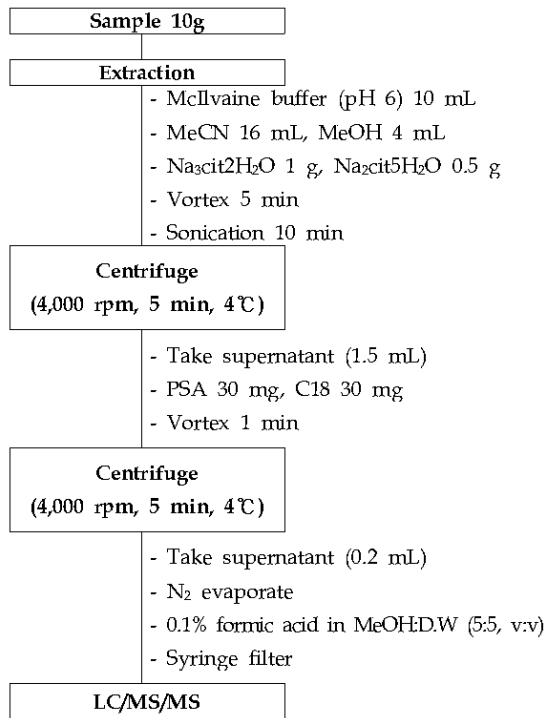 Sample 10g
Extraction
- McIlvaine buffer (pH 6) 10 mL
- MeCN 16 mL, MeOH 4 mL
- Na₃cit2H₂O 1 g, Na₂cit5H₂O 0.5 g
- Vortex 5 min
- Sonication 10 min
Centrifuge
(4,000 rpm, 5 min, 4℃)
- Take supernatant (1.5 mL)
- PSA 30 mg, C18 30 mg
- Vortex 1 min
Centrifuge
(4,000 rpm, 5 min, 4℃)
- Take supernatant (0.2 mL)
- N₂ evaporate
- 0.1% formic acid in MeOH:D.W (5:5, v:v)
- Syringe filter
LC/MS/MS